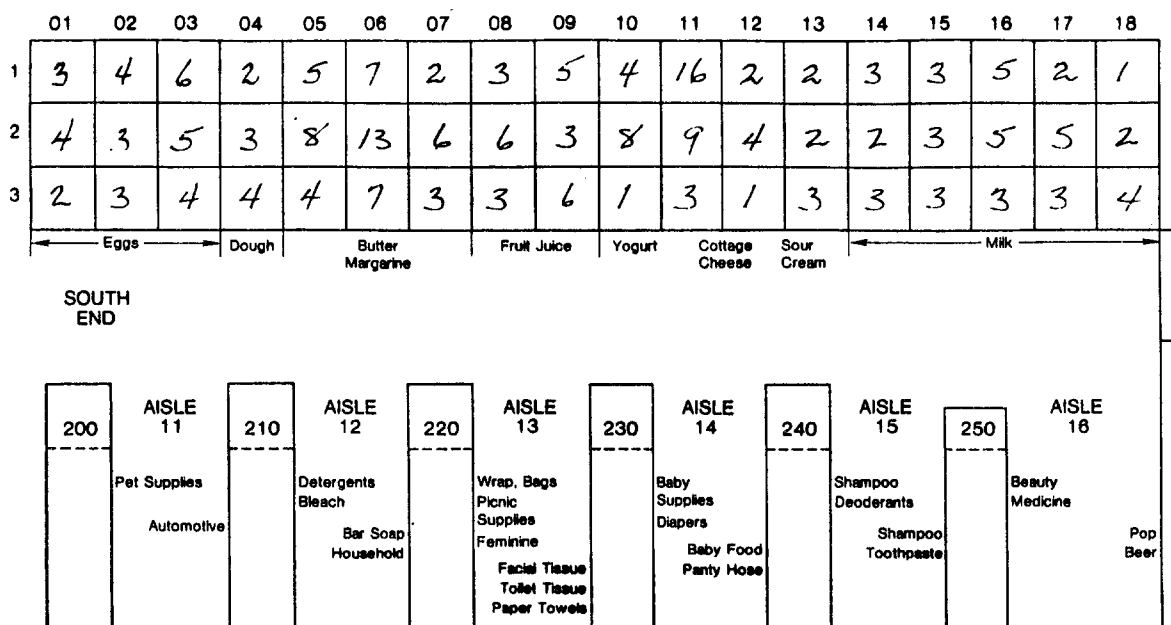 01 02 03 04 05 06 07 08 09 10 11 12 13 14 15 16 17 18
1 3 4 6 2 5 7 2 3 5 4 16 2 2 3 3 5 2 1
2 4 3 5 3 8 13 6 6 3 8 9 4 2 2 3 5 5 2
3 2 3 4 4 4 7 3 3 6 1 3 1 3 3 3 3 3 4
Eggs Dough Butter Fruit Juice Yogurt Cottage Sour Milk
Margarine Cheese Cream
SOUTH
END
AISLE AISLE AISLE AISLE AISLE AISLE
200 11 210 12 220 13 230 14 240 15 250 16
Pet Supplies Detergents Wrap, Bags Baby Shampoo Beauty
Bleach Picnic Supplies Deoderants Medicine
Automotive Supplies Diapers
Bar Soap Feminine Shampoo Pop
Household Baby Food Toothpaste Beer
Facial Tissue Panty Hose
Toilet Tissue
Paper Towels